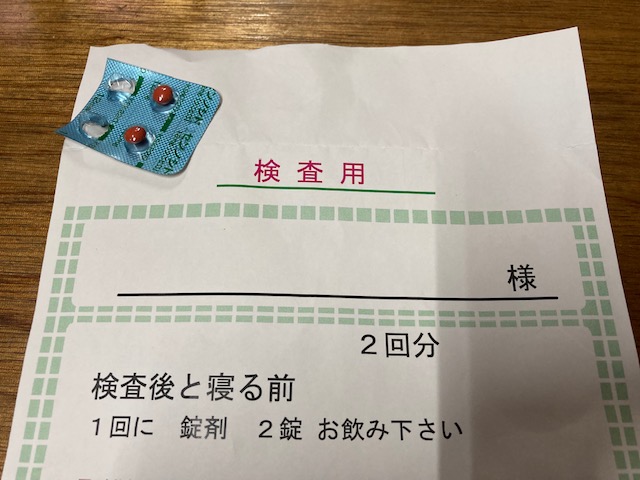 検査用
様
２回分
検査後と寝る前
１回に 錠剤 ２錠 お飲み下さい